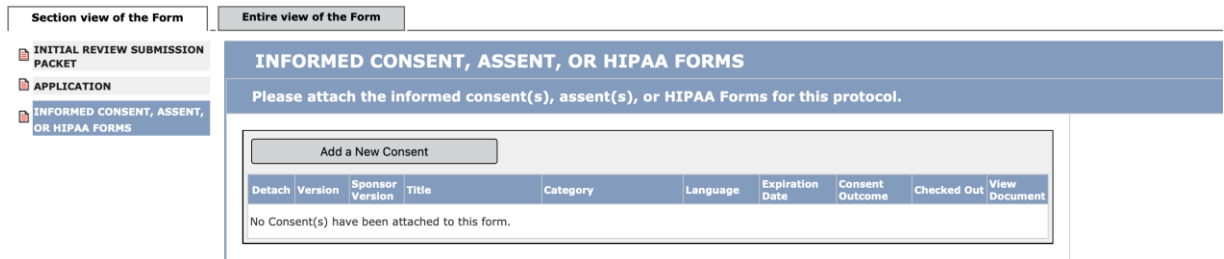 Section view of the Form
Entire view of the Form
INITIAL REVIEW SUBMISSION
PACKET
APPLICATION
INFORMED CONSENT, ASSENT,
OR HIPAA FORMS
INFORMED CONSENT, ASSENT, OR HIPAA FORMS
Please attach the informed consent(s), assent(s), or HIPAA Forms for this protocol.
Add a New Consent
Detach Version Sponsor Version Title Category Language Expiration Date Consent Outcome Checked Out View Document
No Consent(s) have been attached to this form.